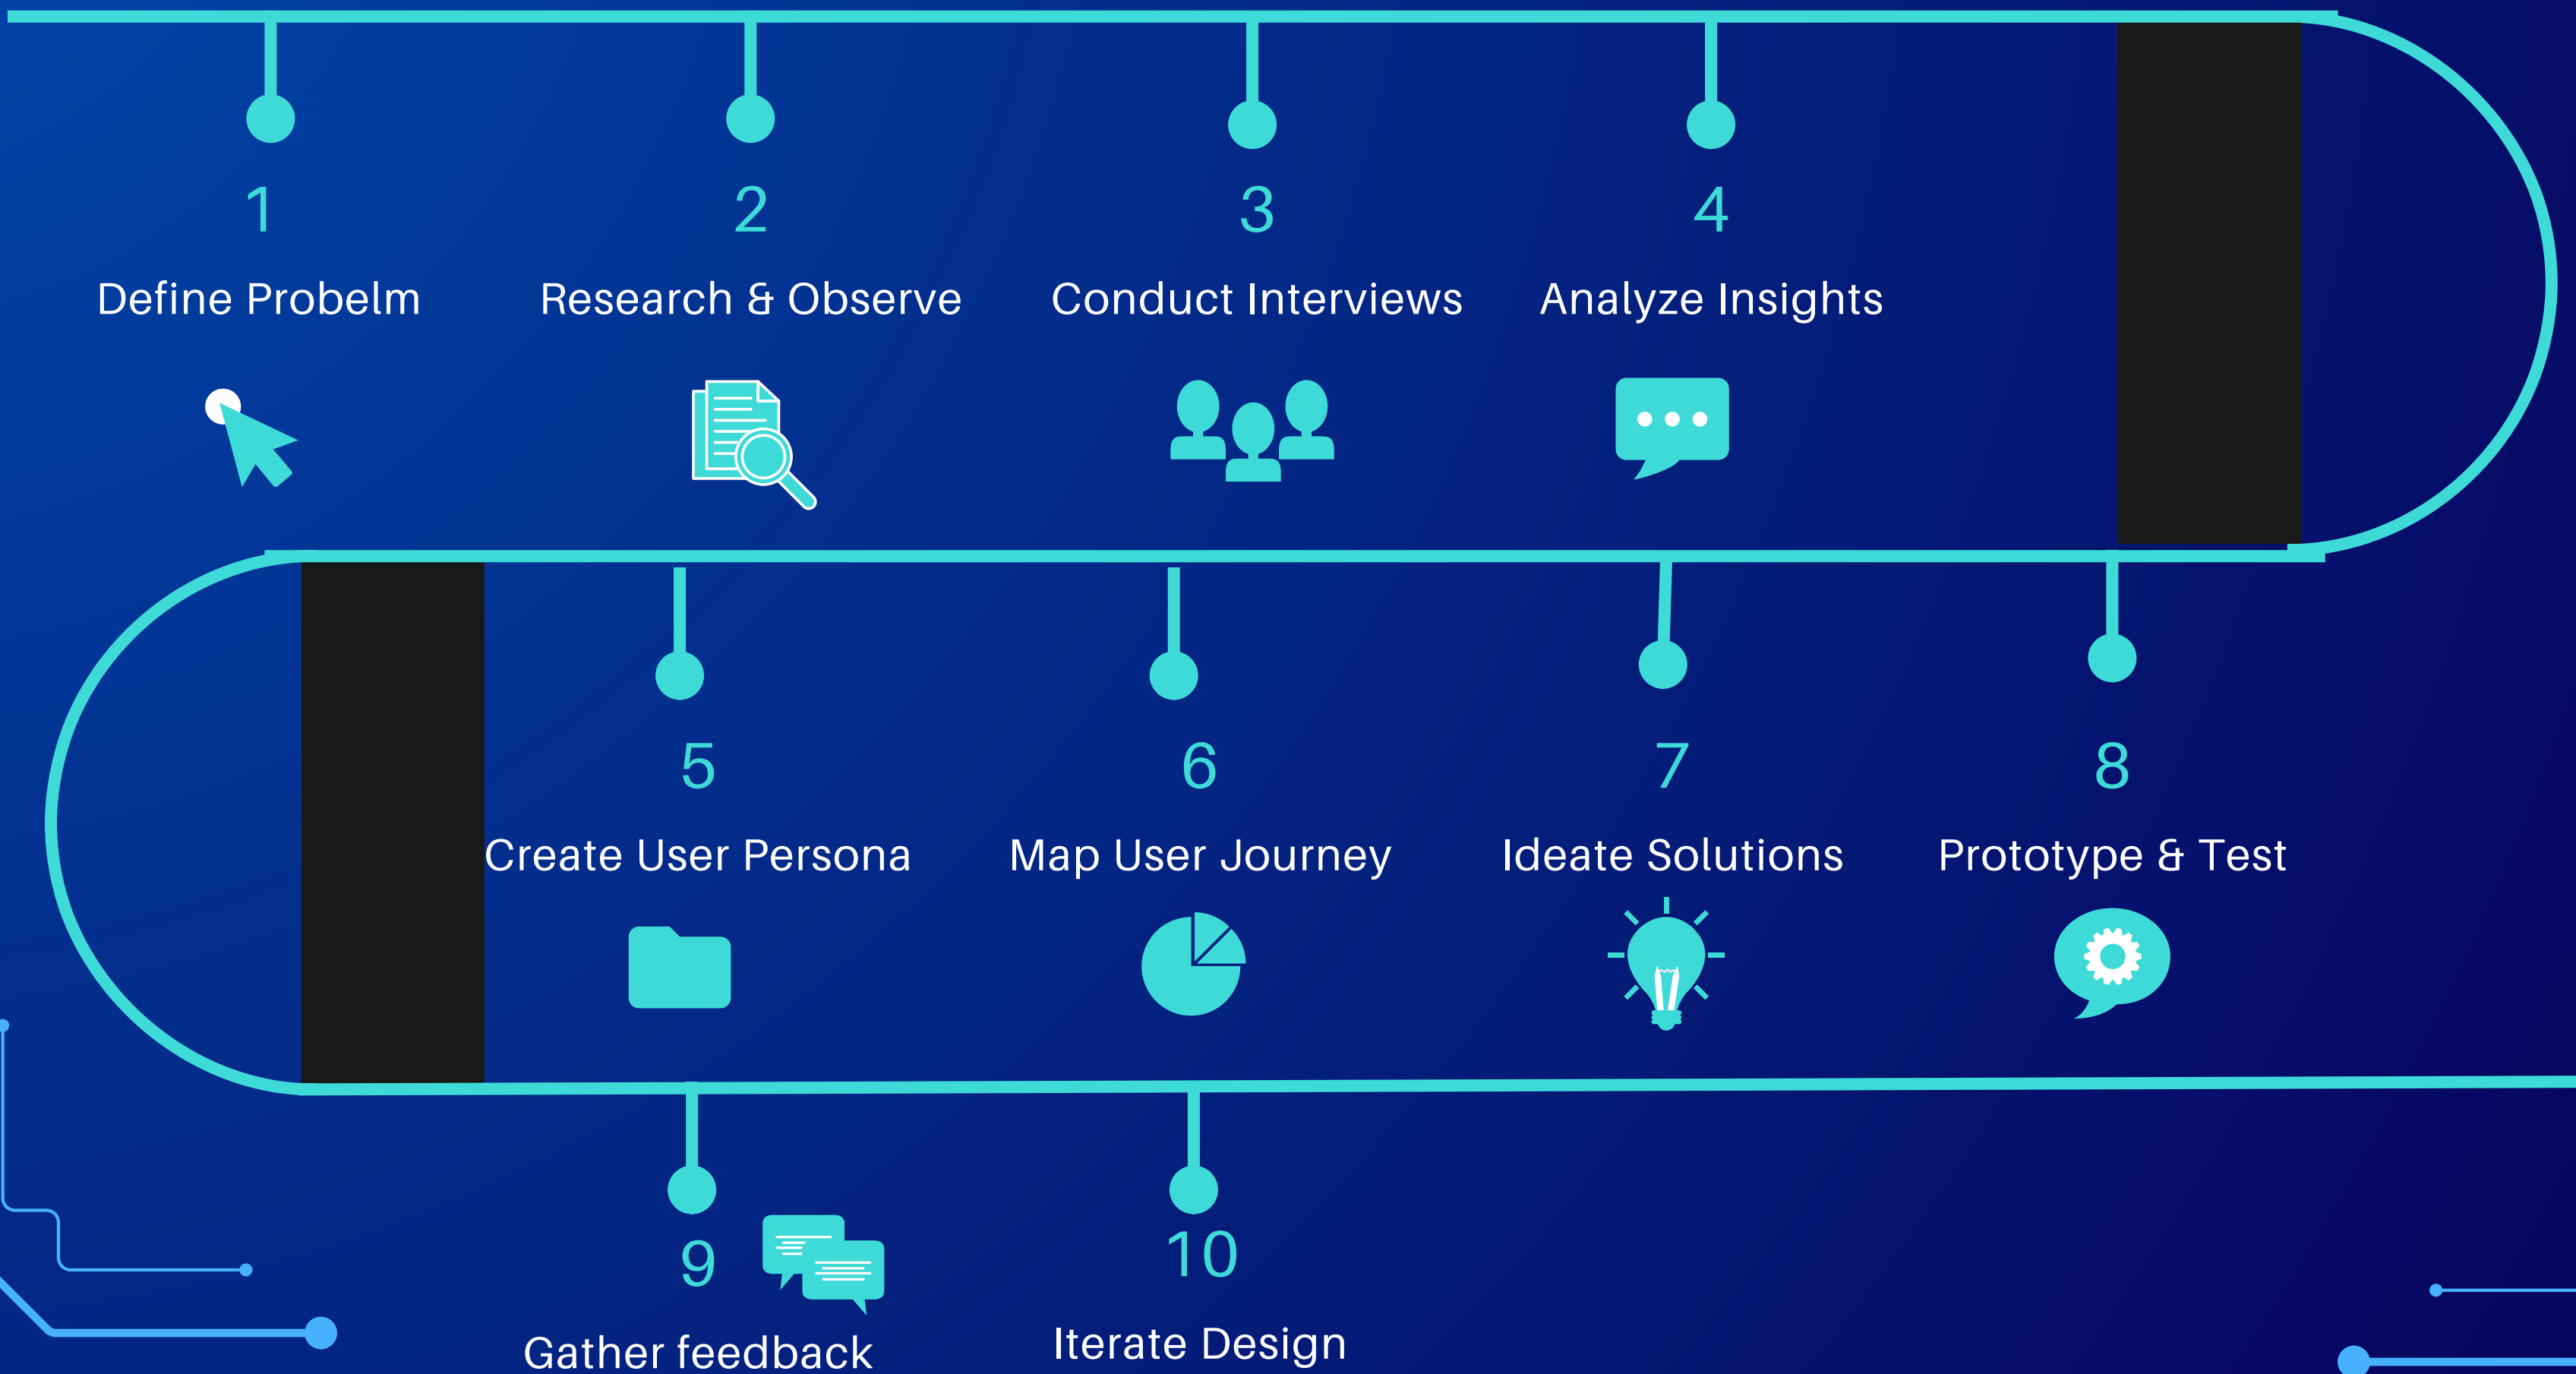 1
Define Probelm
2
Research & Observe
3
Conduct Interviews
4
Analyze Insights
5
Create User Persona
6
Map User Journey
7
Ideate Solutions
8
Prototype & Test
9
Gather feedback
10
Iterate Design